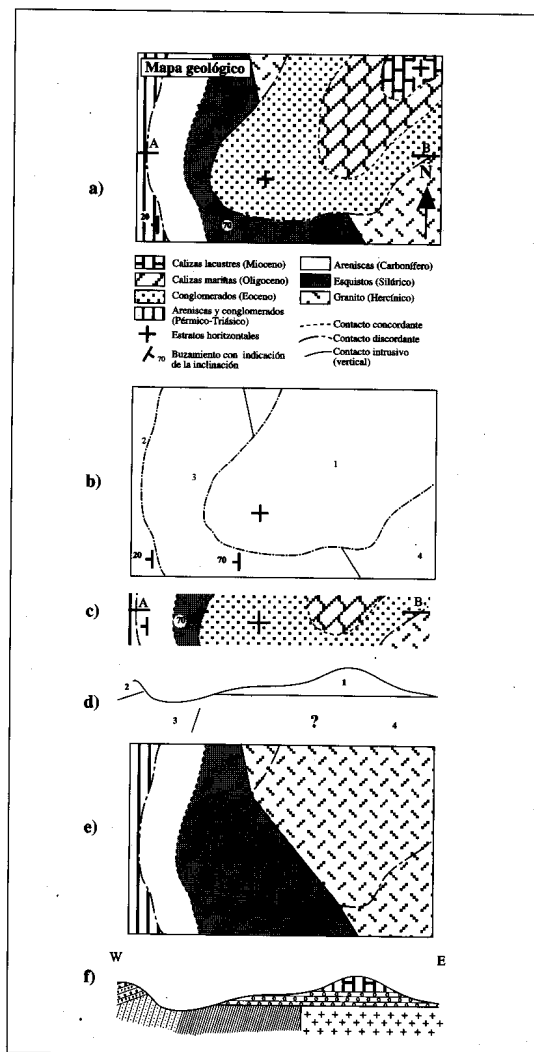 Mapa geológico
A
B
N
20
70
a)
Calizas lacustres (Mioceno)
Calizas marinas (Oligoceno)
Conglomerados (Eoceno)
Areniscas y conglomerados
(Pérmico-Triásico)
Estratos horitzontales
70 Buzamiento con indicación
de la inclinación
Areniscas (Carbonífero)
Esquistos (Silúrico)
Granito (Hercínico)
Contacto concordante
Contacto discordante
Contacto intrusivo
(vertical)
b)
2
3
1
20
70
4
c)
A
70
B
d)
2
3
1
?
4
e)
W
E
f)